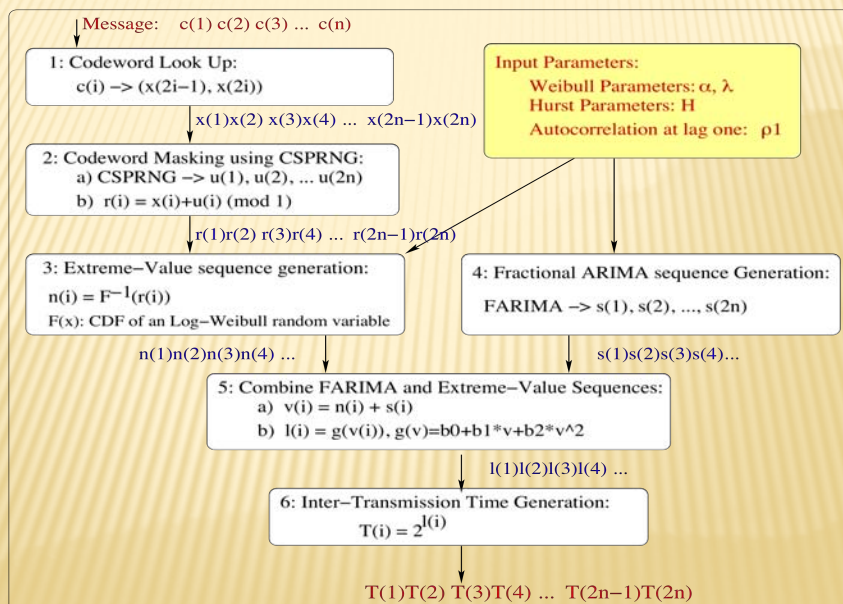 Message: c(1) c(2) c(3) ... c(n)
1: Codeword Look Up:
c(i) -> (x(2i-1), x(2i))
Input Parameters:
Weibull Parameters: α, λ
Hurst Parameters: H
Autocorrelation at lag one: ρ1
x(1)x(2) x(3)x(4) ... x(2n-1)x(2n)
2: Codeword Masking using CSPRNG:
a) CSPRNG -> u(1), u(2), ... u(2n)
b) r(i) = x(i)+u(i) (mod 1)
r(1)r(2) r(3)r(4) ... r(2n-1)r(2n)
3: Extreme-Value sequence generation:
n(i) = F^-1(r(i))
F(x): CDF of an Log-Weibull random variable
4: Fractional ARIMA sequence Generation:
FARIMA -> s(1), s(2), ..., s(2n)
n(1)n(2)n(3)n(4) ...
s(1)s(2)s(3)s(4)...
5: Combine FARIMA and Extreme-Value Sequences:
a) v(i) = n(i) + s(i)
b) l(i) = g(v(i)), g(v)=b0+b1*v+b2*v^2
l(1)l(2)l(3)l(4) ...
6: Inter-Transmission Time Generation:
T(i) = 2^l(i)
T(1)T(2) T(3)T(4) ... T(2n-1)T(2n)